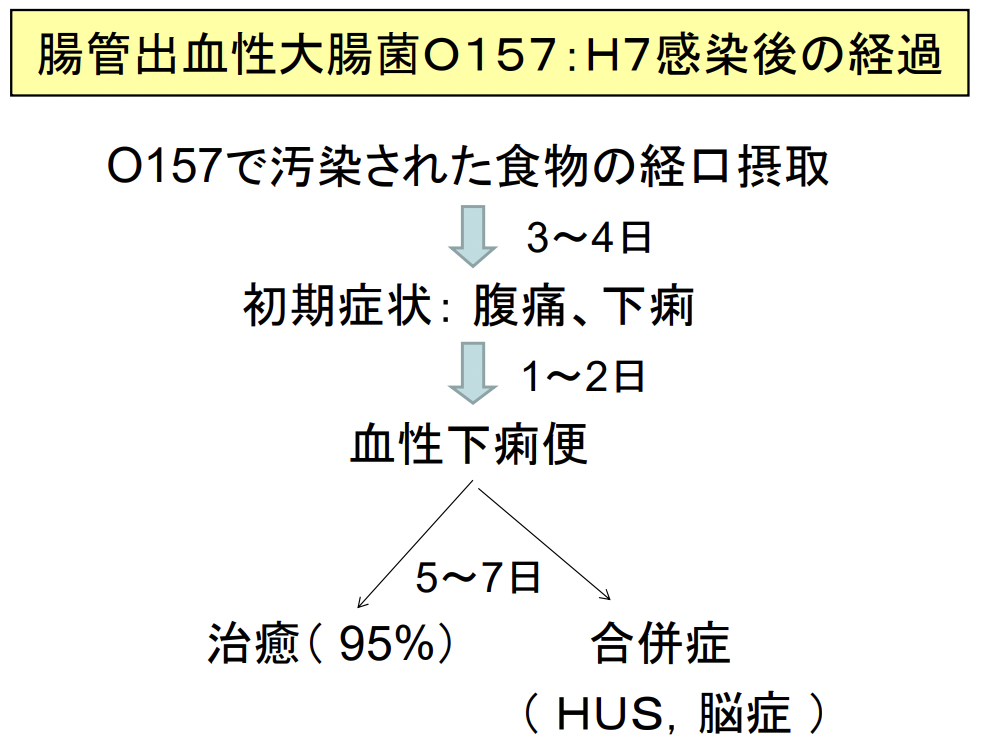 腸管出血性大腸菌O157：H7感染後の経過
O157で汚染された食物の経口摂取
3～4日
初期症状： 腹痛、下痢
1～2日
血性下痢便
5～7日
治癒（ 95%）
合併症
（ HUS, 脳症 ）